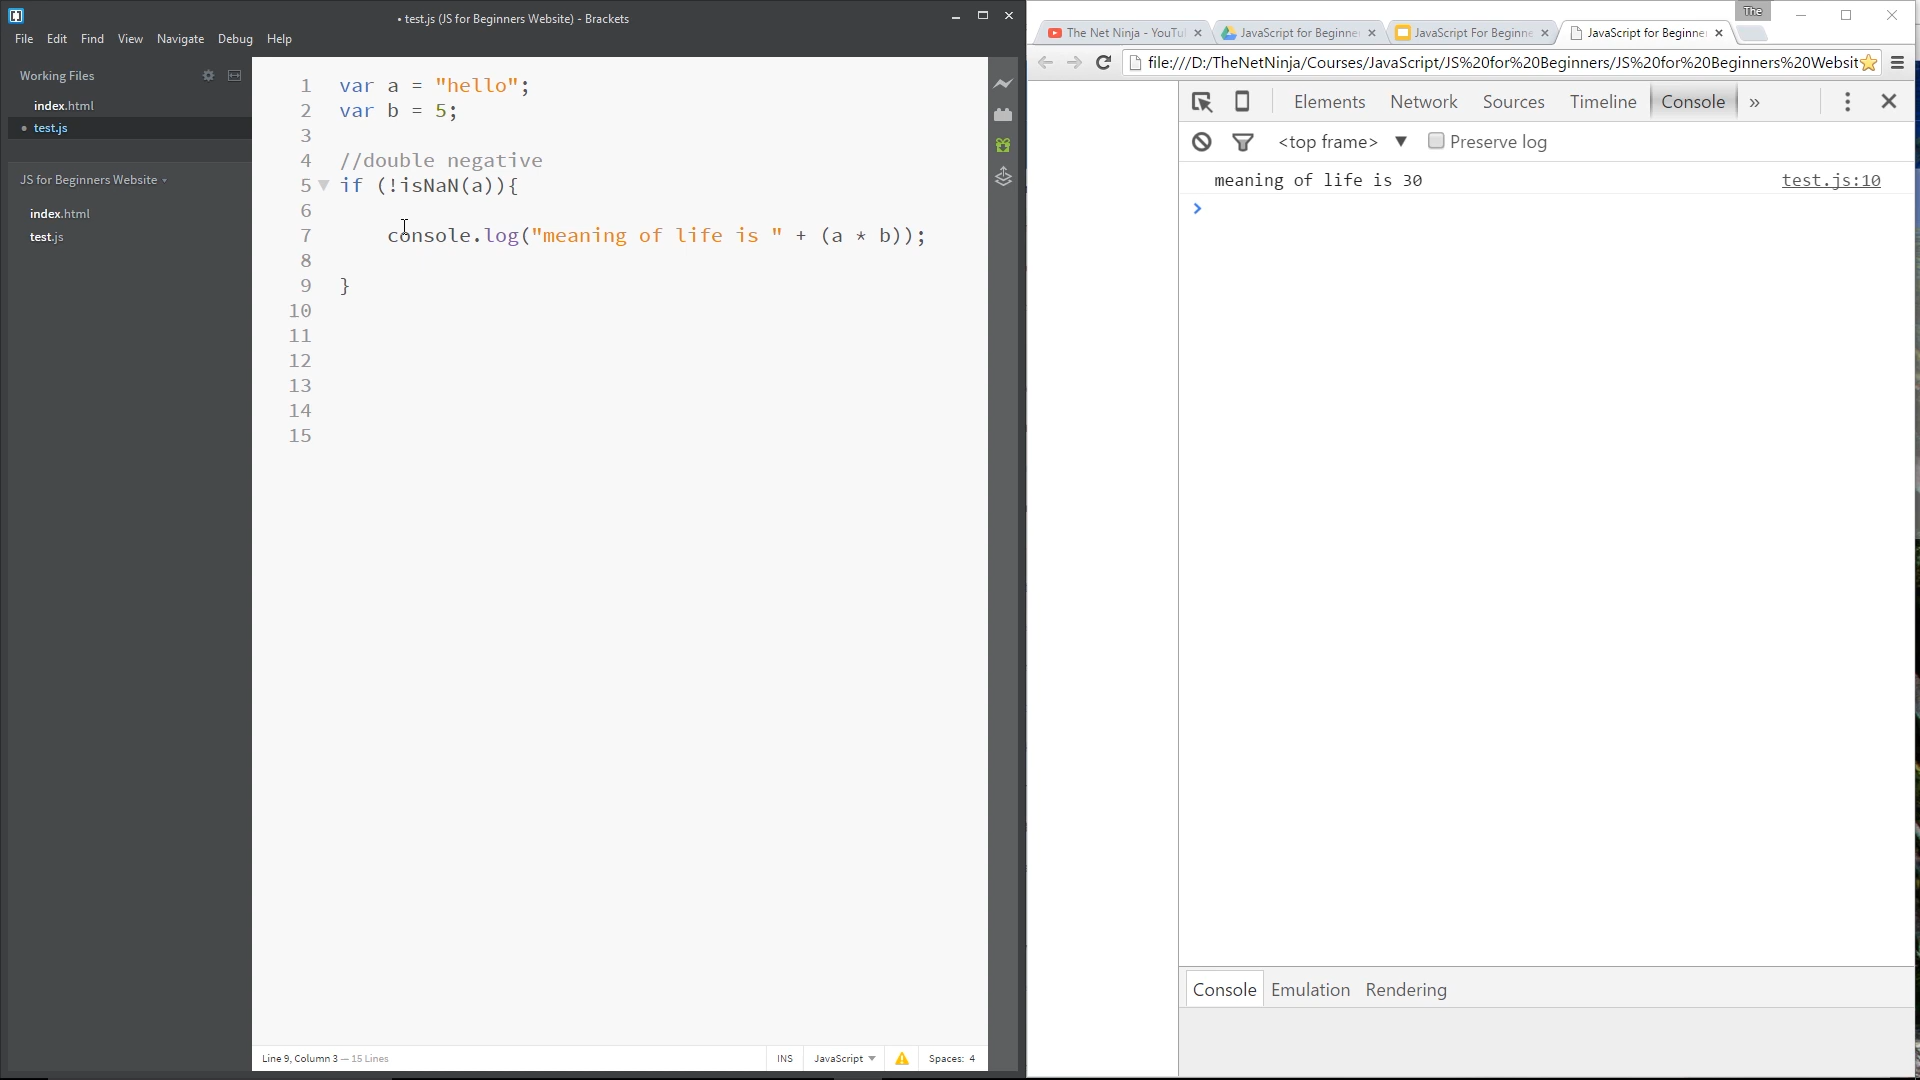 • test.js (JS for Beginners Website) - Brackets
File Edit Find View Navigate Debug Help
Working Files
index.html
• test.js
JS for Beginners Website
index.html
test.js
1 var a = "hello";
2 var b = 5;
3
4 //double negative
5 if (!isNaN(a)){
6
7 console.log("meaning of life is " + (a * b));
8
9 }
10
11
12
13
14
15
Line 9, Column 3 — 15 Lines
INS JavaScript Spaces: 4
The
The Net Ninja - YouTu JavaScript for Beginne JavaScript For Beginne JavaScript for Beginne
file:///D:/TheNetNinja/Courses/JavaScript/JS%20for%20Beginners/JS%20for%20Beginners%20Websit
Elements Network Sources Timeline Console »
<top frame> ▼ Preserve log
meaning of life is 30 test.js:10
>
Console Emulation Rendering